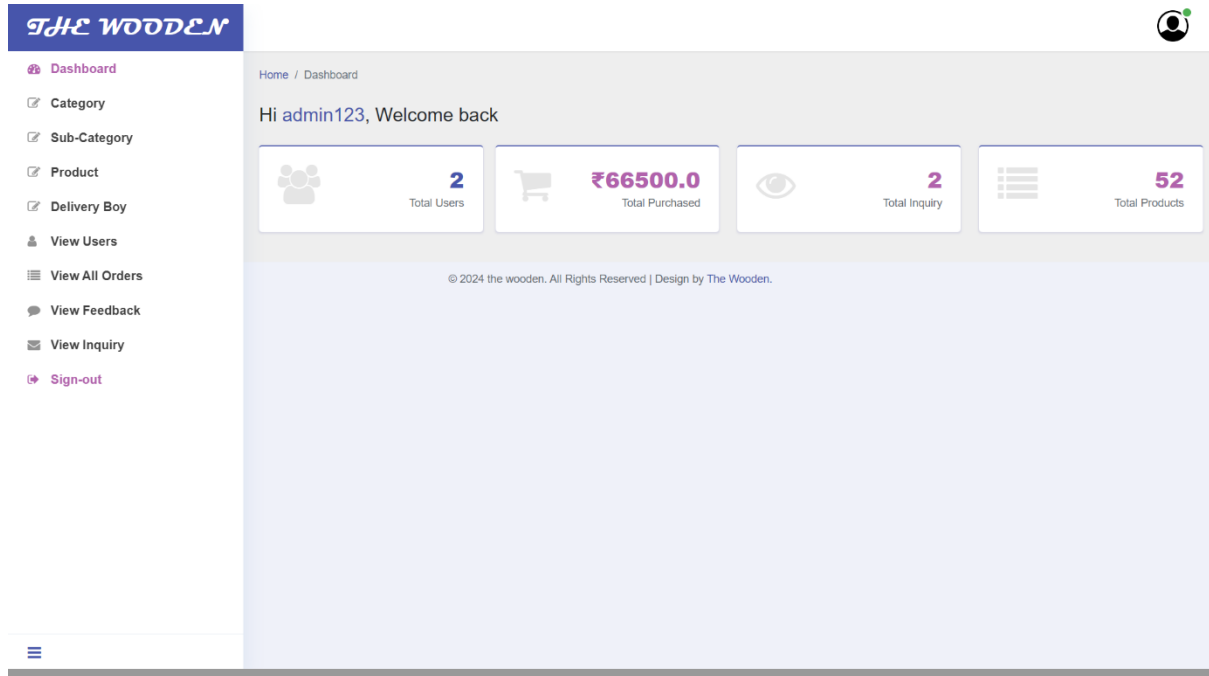 THE WOODEN
Dashboard
Category
Sub-Category
Product
Delivery Boy
View Users
View All Orders
View Feedback
View Inquiry
Sign-out
Home / Dashboard
Hi admin123, Welcome back
2
Total Users
₹66500.0
Total Purchased
2
Total Inquiry
52
Total Products
© 2024 the wooden. All Rights Reserved | Design by The Wooden.